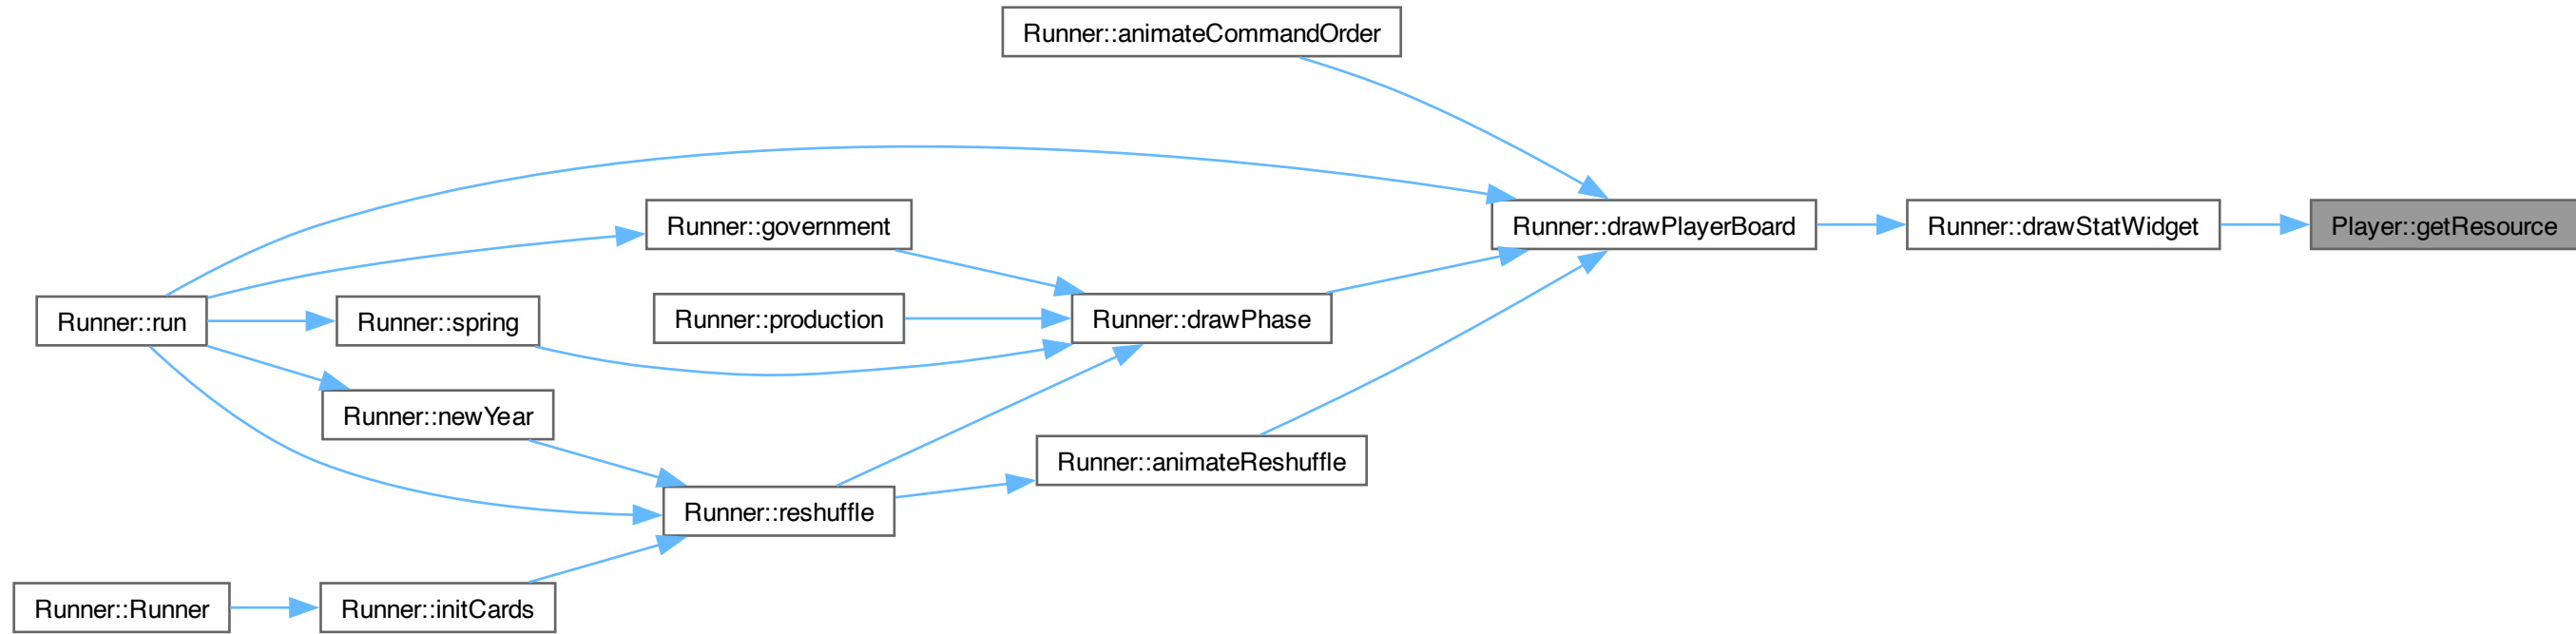 Runner::animateCommandOrder
Runner::government
Runner::drawPlayerBoard
Runner::drawStatWidget
Player::getResource
Runner::run
Runner::spring
Runner::production
Runner::drawPhase
Runner::newYear
Runner::animateReshuffle
Runner::reshuffle
Runner::Runner
Runner::initCards